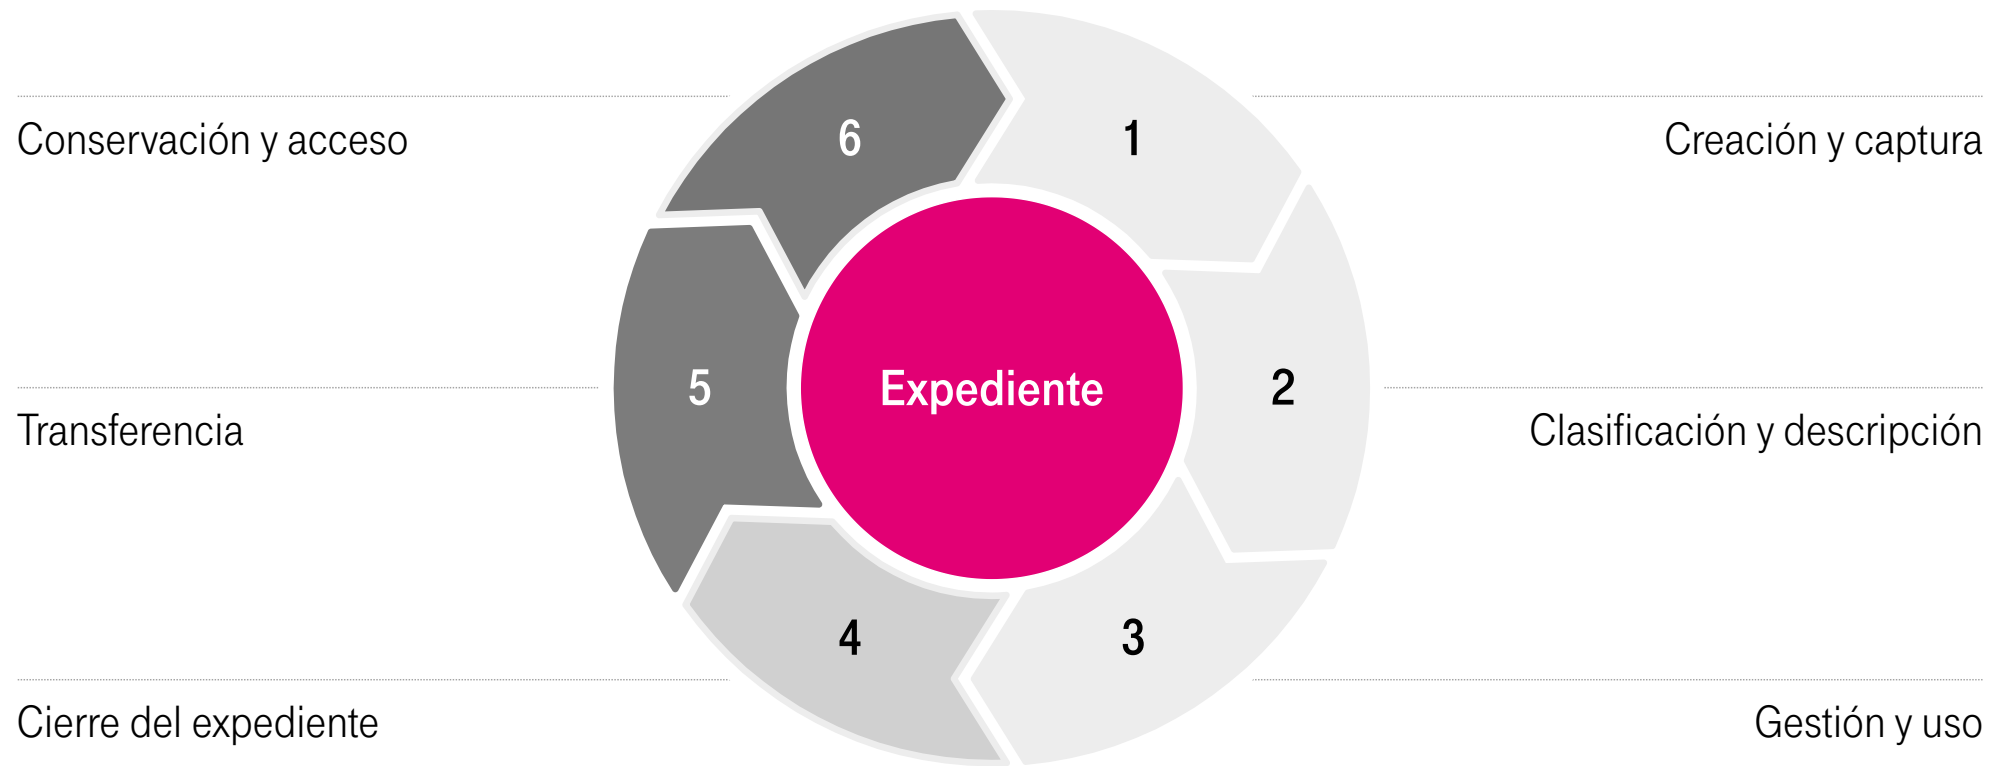 6
1
Conservación y acceso
Creación y captura
5
Expediente
2
Transferencia
Clasificación y descripción
4
3
Cierre del expediente
Gestión y uso